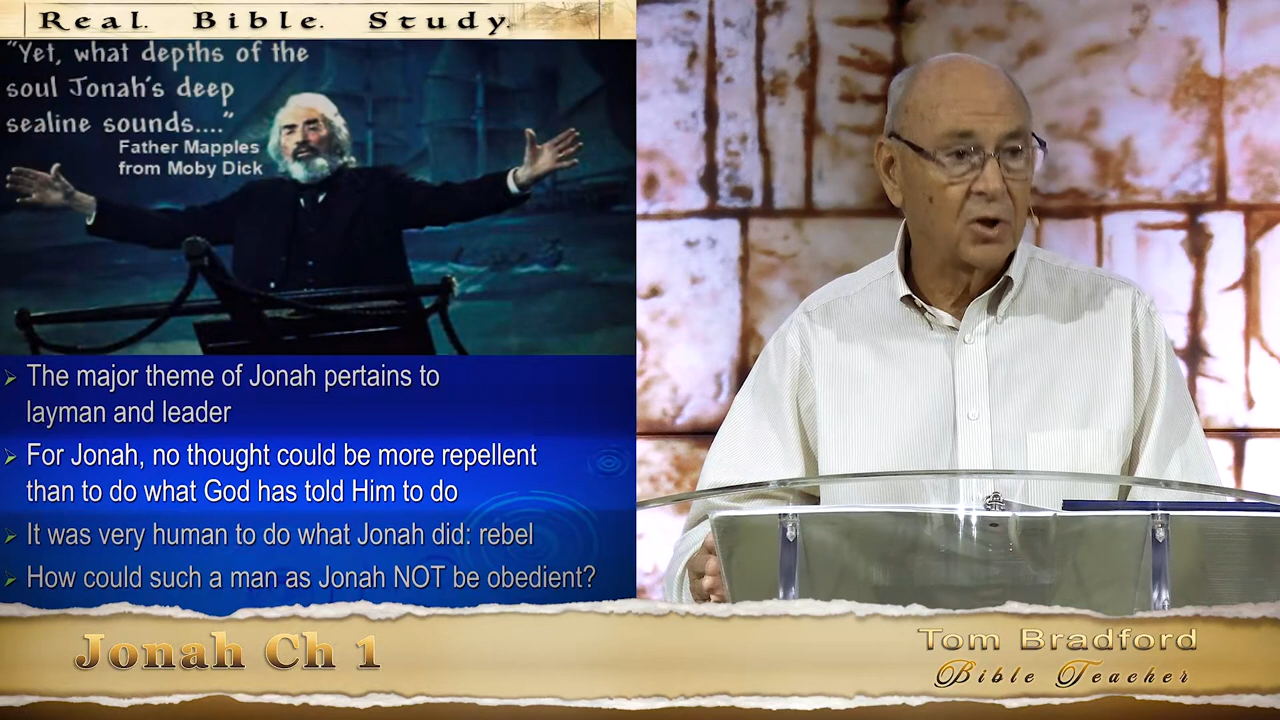 Real. Bible. Study.
"Yet, what depths of the
soul Jonah's deep
sealine sounds...."
Father Mapples
from Moby Dick
➢ The major theme of Jonah pertains to
layman and leader
➢ For Jonah, no thought could be more repellent
than to do what God has told Him to do
➢ It was very human to do what Jonah did: rebel
➢ How could such a man as Jonah NOT be obedient?
Jonah Ch 1
Tom Bradford
Bible Teacher